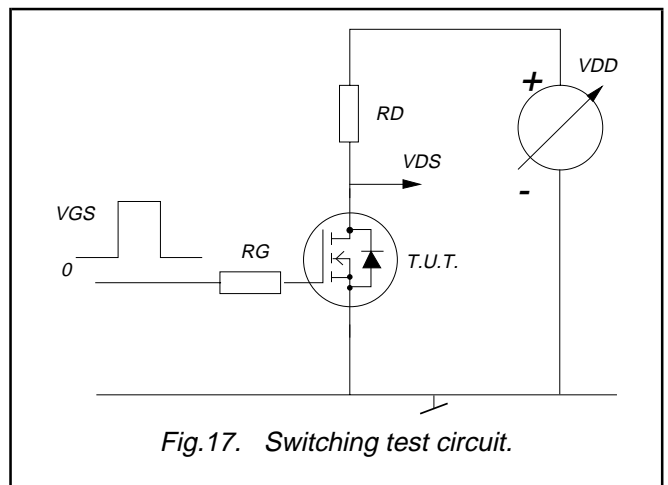 +
VDD
RD
VDS
-
VGS
RG
0
T.U.T.
Fig.17. Switching test circuit.